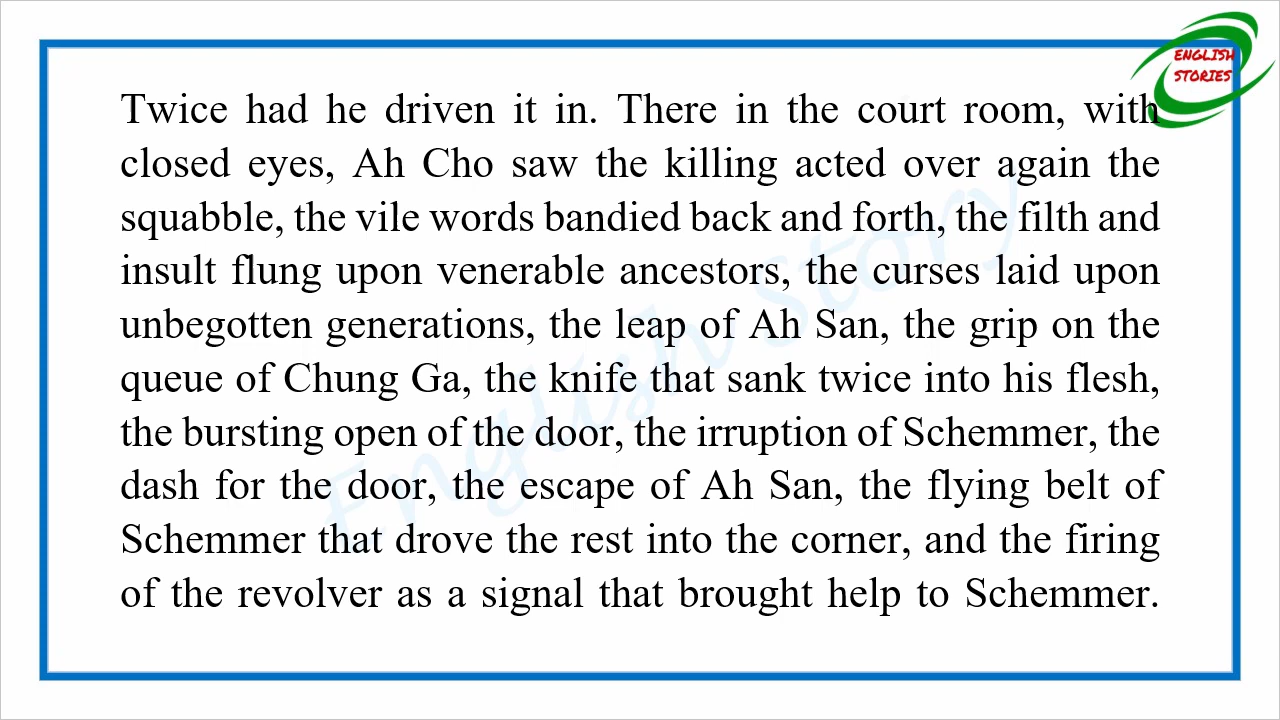 ENGLISH
STORIES
Twice had he driven it in. There in the court room, with
closed eyes, Ah Cho saw the killing acted over again the
squabble, the vile words bandied back and forth, the filth and
insult flung upon venerable ancestors, the curses laid upon
unbegotten generations, the leap of Ah San, the grip on the
queue of Chung Ga, the knife that sank twice into his flesh,
the bursting open of the door, the irruption of Schemmer, the
dash for the door, the escape of Ah San, the flying belt of
Schemmer that drove the rest into the corner, and the firing
of the revolver as a signal that brought help to Schemmer.
English Story